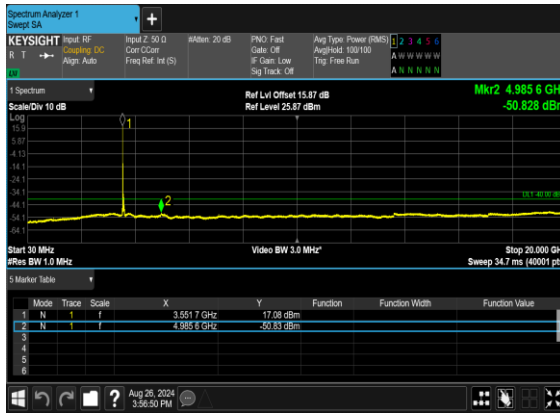 Spectrum Analyzer 1
Swept SA
+
KEYSIGHT Input: RF Input Z: 50 Ω #Atten: 20 dB PNO: Fast Avg Type: Power (RMS) 1 2 3 4 5 6
R T Coupling: DC Corr CCorr Gate: Off Avg|Hold: 100/100 A W W W W W
Align: Auto Freq Ref: Int (S) IF Gain: Low Trig: Free Run
LXI Sig Track: Off A N N N N N
1 Spectrum Ref Lvl Offset 15.87 dB Mkr2 4.985 6 GH
Scale/Div 10 dB Ref Level 25.87 dBm -50.828 dBm
Log
15.9
5.87
-4.13
-14.1
-24.1
-34.1
-44.1
-54.1
-64.1
1
2
Start 30 MHz Video BW 3.0 MHz* Stop 20.000 GH
#Res BW 1.0 MHz Sweep 34.7 ms (40001 pt
5 Marker Table
Mode Trace Scale X Y Function Function Width Function Value
1 N 1 f 3.551 7 GHz 17.08 dBm
2 N 1 f 4.985 6 GHz -50.83 dBm
3
4
5
6
? Aug 26, 2024
3:56:50 PM